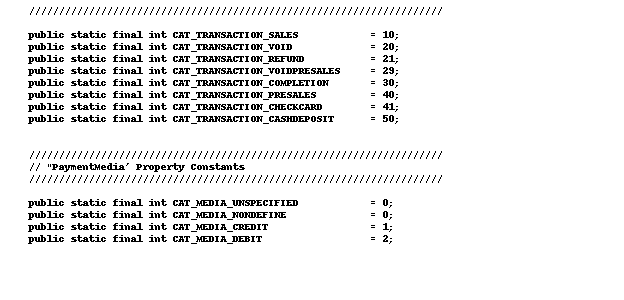 //////////////////////////////////////////////////////////////////////
public static final int CAT_TRANSACTION_SALES = 10;
public static final int CAT_TRANSACTION_VOID = 20;
public static final int CAT_TRANSACTION_REFUND = 21;
public static final int CAT_TRANSACTION_VOIDPRESALES = 29;
public static final int CAT_TRANSACTION_COMPLETION = 30;
public static final int CAT_TRANSACTION_PRESALES = 40;
public static final int CAT_TRANSACTION_CHECKCARD = 41;
public static final int CAT_TRANSACTION_CASHDEPOSIT = 50;
//////////////////////////////////////////////////////////////////////
// "PaymentMedia´ Property Constants
//////////////////////////////////////////////////////////////////////
public static final int CAT_MEDIA_UNSPECIFIED = 0;
public static final int CAT_MEDIA_NONDEFINE = 0;
public static final int CAT_MEDIA_CREDIT = 1;
public static final int CAT_MEDIA_DEBIT = 2;